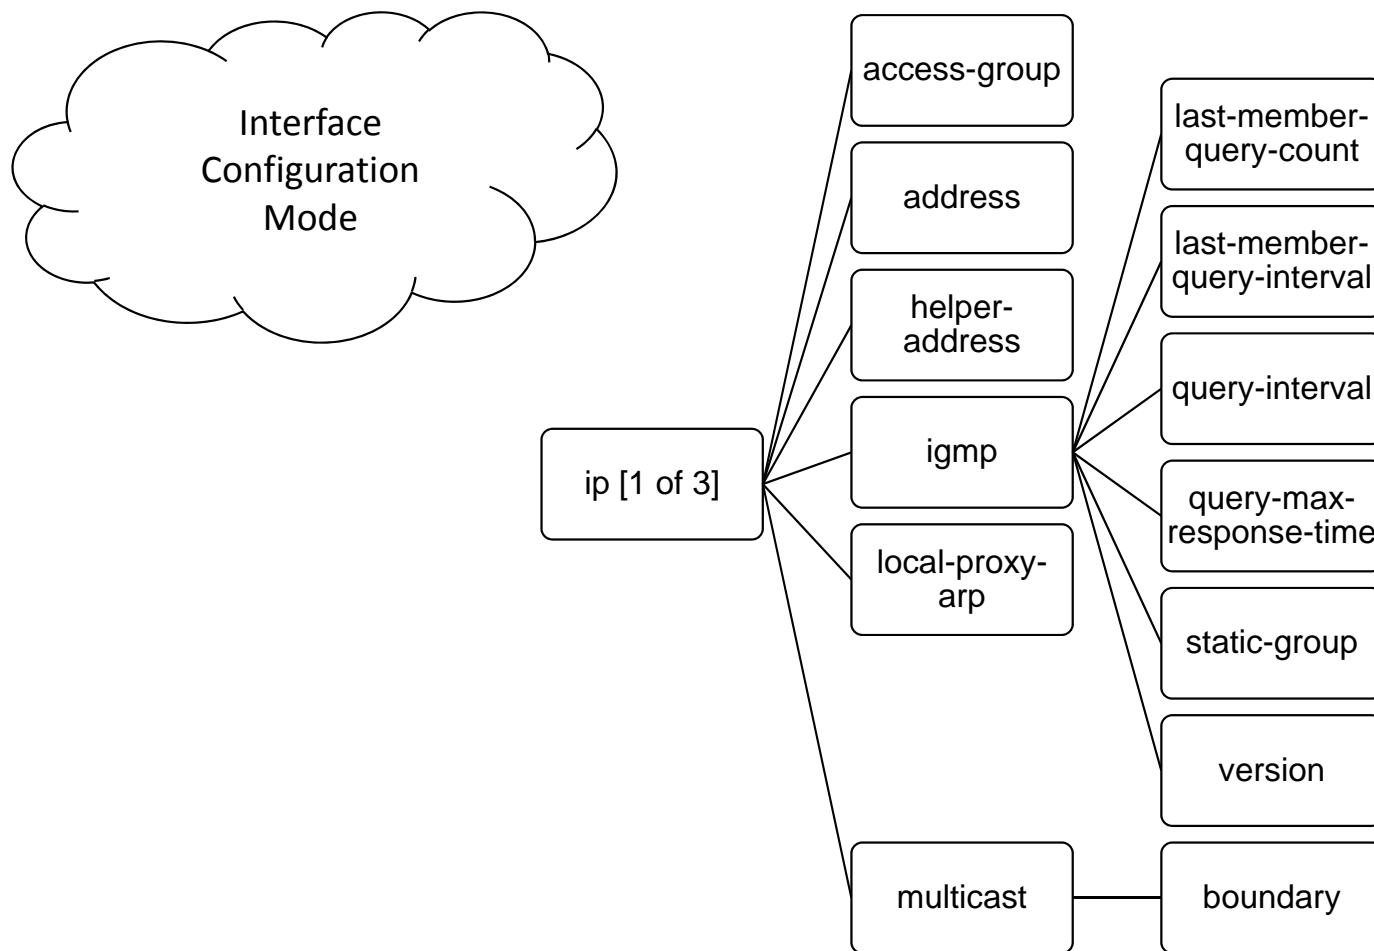 Interface
Configuration
Mode
ip [1 of 3]
access-group
address
helper-
address
igmp
local-proxy-
arp
multicast
last-member-
query-count
last-member-
query-interval
query-interval
query-max-
response-time
static-group
version
boundary